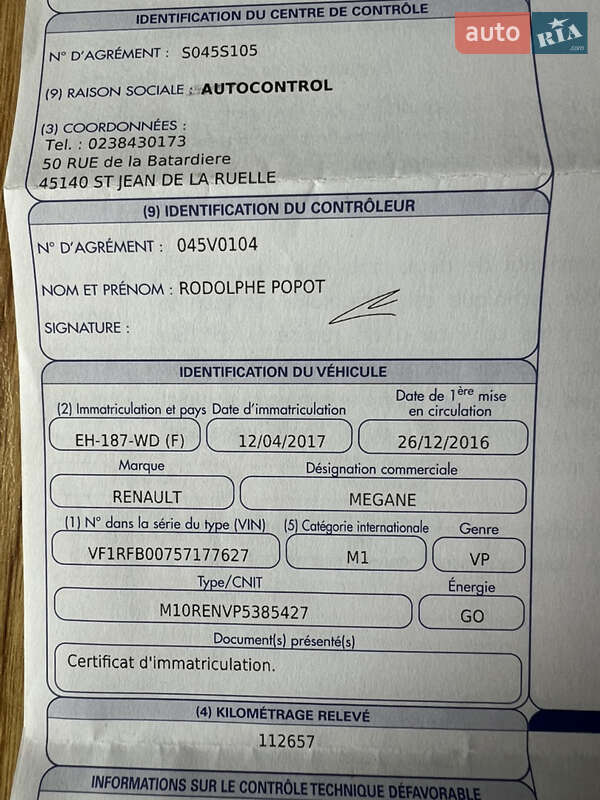 auto RIA .com
IDENTIFICATION DU CENTRE DE CONTRÔLE
N° D'AGRÉMENT : S045S105
(9) RAISON SOCIALE : AUTOCONTROL
(3) COORDONNÉES :
Tel. : 0238430173
50 RUE de la Batardiere
45140 ST JEAN DE LA RUELLE
(9) IDENTIFICATION DU CONTRÔLEUR
N° D'AGRÉMENT : 045V0104
NOM ET PRÉNOM : RODOLPHE POPOT
SIGNATURE :
IDENTIFICATION DU VÉHICULE
(2) Immatriculation et pays Date d'immatriculation Date de 1ère mise en circulation
EH-187-WD (F) 12/04/2017 26/12/2016
Marque Désignation commerciale
RENAULT MEGANE
(1) N° dans la série du type (VIN) (5) Catégorie internationale Genre
VF1RFB00757177627 M1 VP
Type/CNIT Énergie
M10RENVP5385427 GO
Document(s) présenté(s)
Certificat d'immatriculation.
(4) KILOMÉTRAGE RELEVÉ
112657
INFORMATIONS SUR LE CONTRÔLE TECHNIQUE DÉFAVORABLE